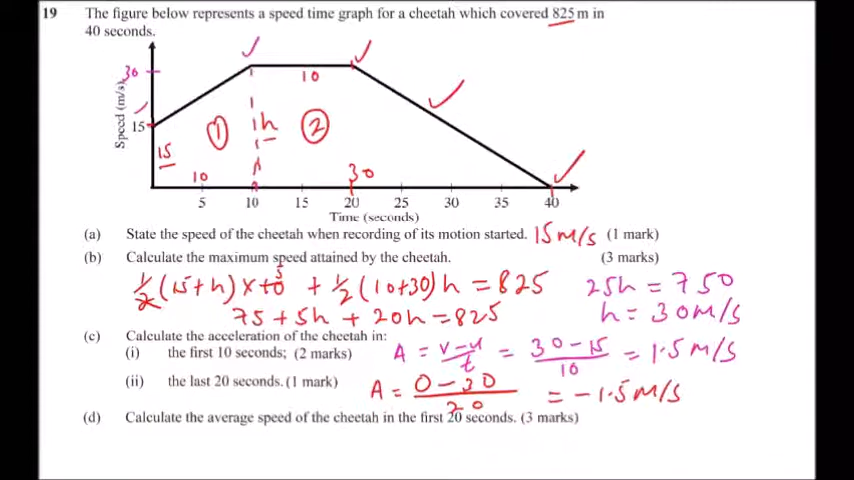 19 The figure below represents a speed time graph for a cheetah which covered 825 m in
40 seconds.
30
10
Speed (m/s)
15
1
h
2
15
10
30
5 10 15 20 25 30 35 40
Time (seconds)
(a) State the speed of the cheetah when recording of its motion started. 15 m/s (1 mark)
(b) Calculate the maximum speed attained by the cheetah. (3 marks)
1/2 (15+h) x 10 5 + 1/2 (10+30) h = 825 25h = 750
75 + 5h + 20h = 825 h = 30 m/s
(c) Calculate the acceleration of the cheetah in:
(i) the first 10 seconds; (2 marks) A = v-u/t = 30-15/10 = 1.5 m/s
(ii) the last 20 seconds. (1 mark) A = 0-30/20 = -1.5 m/s
(d) Calculate the average speed of the cheetah in the first 20 seconds. (3 marks)